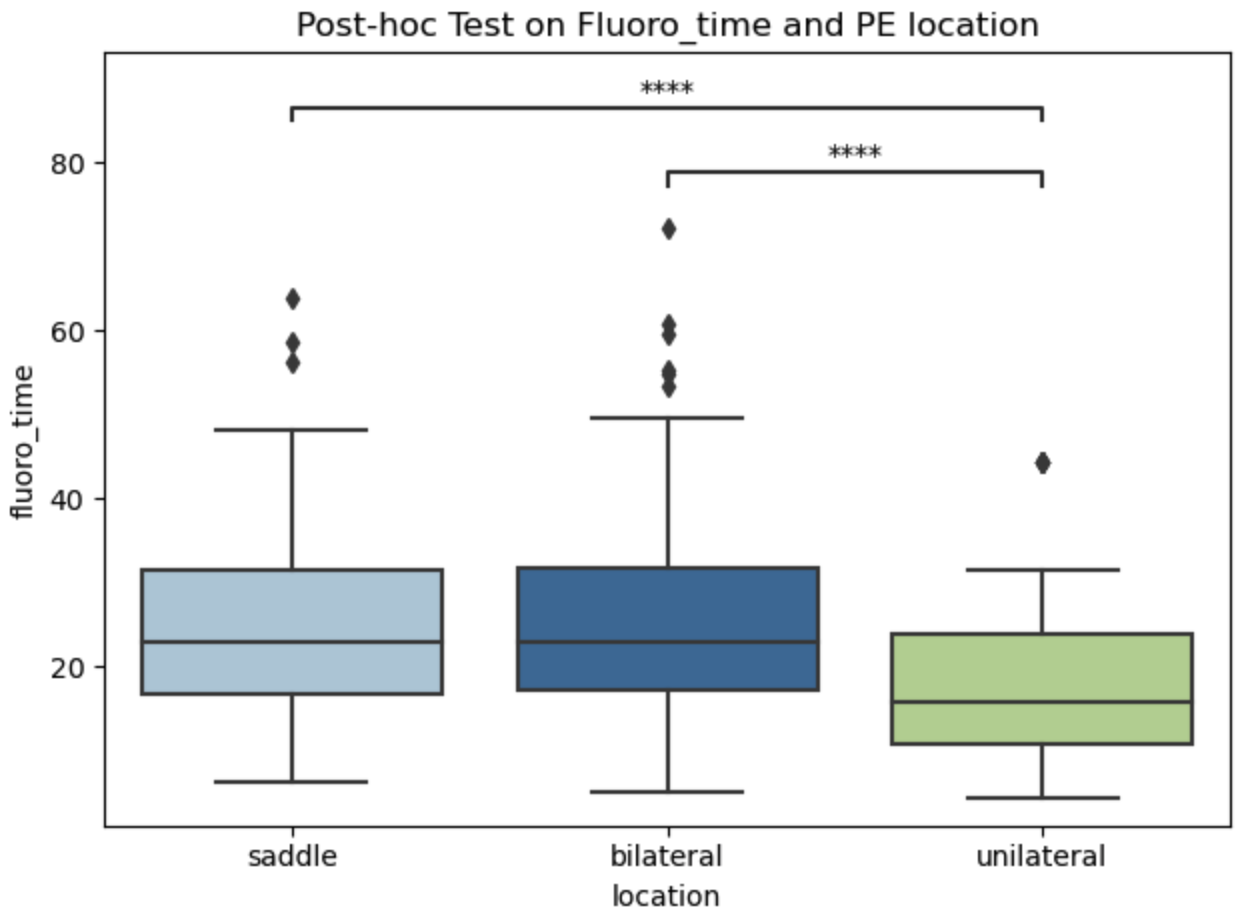 Post-hoc Test on Fluoro_time and PE location
****
****
80
60
40
20
fluoro_time
saddle bilateral unilateral
location